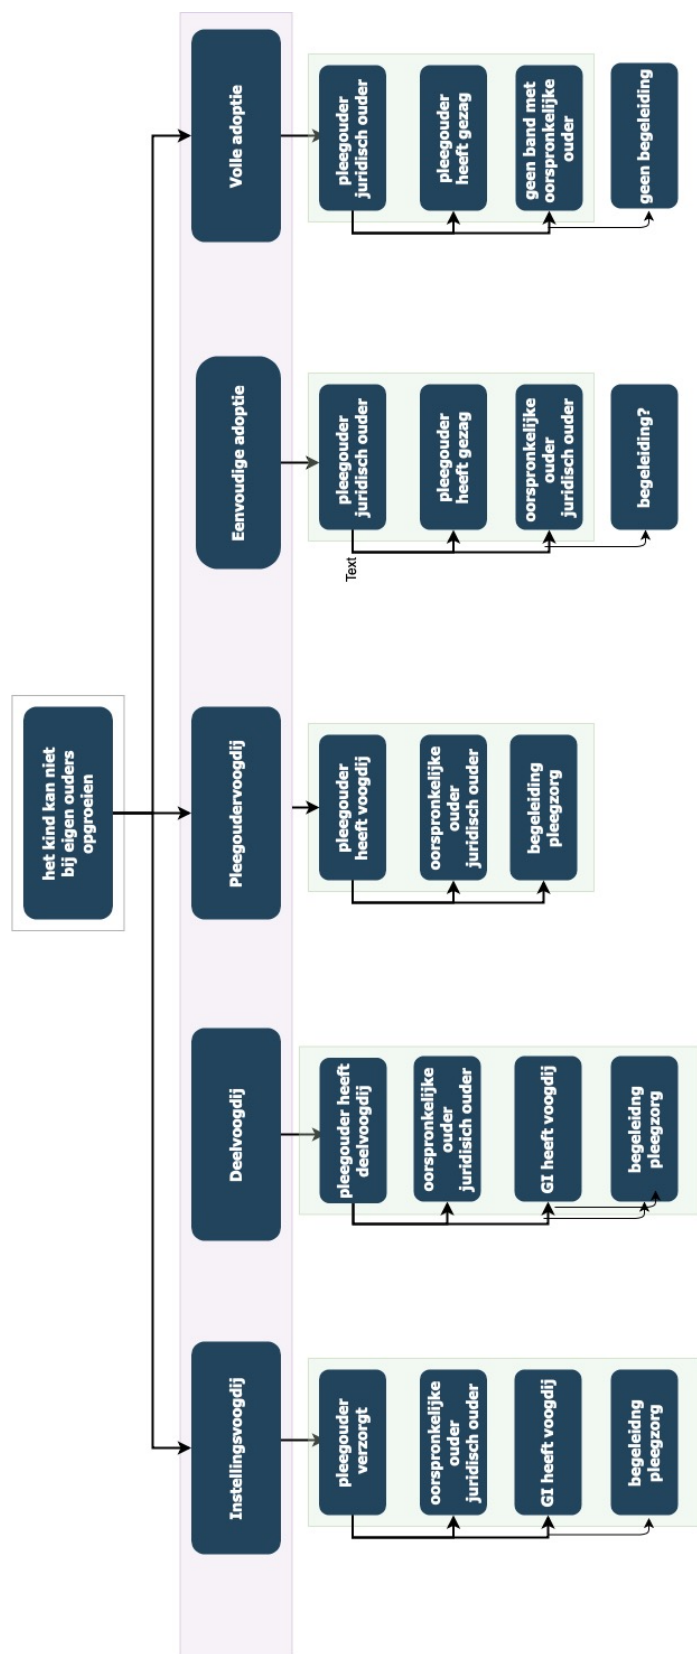 het kind kan niet
bij eigen ouders
opgroeien
Instellingsvoogdij
Deelvoogdij
Pleegoudervoogdij
Eenvoudige adoptie
Volle adoptie
pleegouder
verzorgt
oorspronkelijke
ouder
juridisch ouder
GI heeft voogdij
begeleidng
pleegzorg
pleegouder heeft
deelvoogdij
oorspronkelijke
ouder
juridisich ouder
GI heeft voogdij
begeleidng
pleegzorg
pleegouder
heeft voogdij
oorspronkelijke
ouder
juridisch ouder
begeleiding
pleegzorg
Text
pleegouder
juridisch ouder
pleegouder
heeft gezag
oorspronkelijke
ouder
juridisch ouder
begeleiding?
pleegouder
juridisch ouder
pleegouder
heeft gezag
geen band met
oorspronkelijke
ouder
geen begeleiding